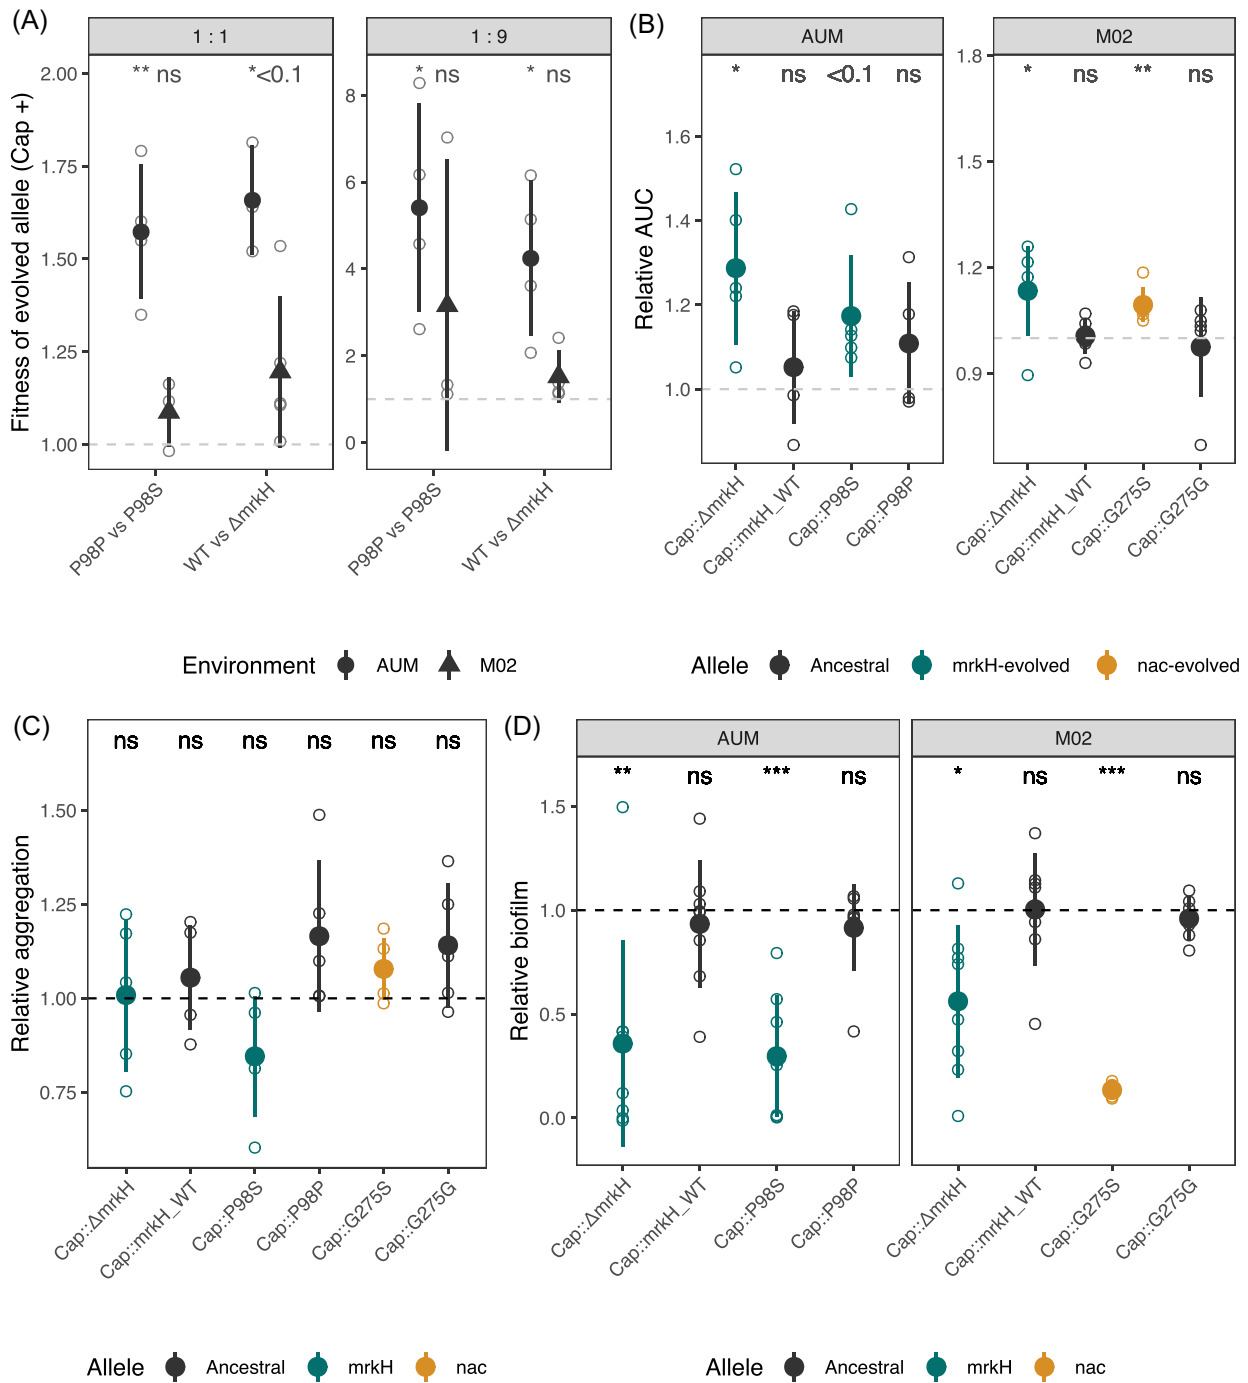 (A)
1 : 1
1 : 9
Fitness of evolved allele (Cap +)
2.00
1.75
1.50
1.25
1.00
** ns
*<0.1
8
6
4
2
0
* ns
* ns
P98P vs P98S
WT vs ΔmrkH
P98P vs P98S
WT vs ΔmrkH
Environment AUM M02
(B)
AUM
M02
Relative AUC
1.6
1.4
1.2
1.0
* ns <0.1 ns
1.8
1.5
1.2
0.9
* ns ** ns
Cap::ΔmrkH
Cap::mrkH_WT
Cap::P98S
Cap::P98P
Cap::ΔmrkH
Cap::mrkH_WT
Cap::G275S
Cap::G275G
Allele Ancestral mrkH-evolved nac-evolved
(C)
Relative aggregation
1.50
1.25
1.00
0.75
ns ns ns ns ns ns
Cap::ΔmrkH
Cap::mrkH_WT
Cap::P98S
Cap::P98P
Cap::G275S
Cap::G275G
Allele Ancestral mrkH nac
(D)
AUM
M02
Relative biofilm
1.5
1.0
0.5
0.0
** ns *** ns
* ns *** ns
Cap::ΔmrkH
Cap::mrkH_WT
Cap::P98S
Cap::P98P
Cap::ΔmrkH
Cap::mrkH_WT
Cap::G275S
Cap::G275G
Allele Ancestral mrkH nac